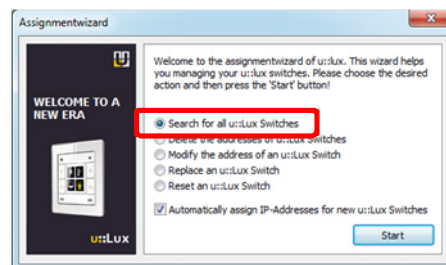 Assignmentwizard
WELCOME TO A
NEW ERA
u::Lux
Welcome to the assignmentwizard of u::lux. This wizard helps
you managing your u::lux switches. Please choose the desired
action and then press the 'Start' button!
Search for all u::Lux Switches
Delete the addresses of u::Lux Switches
Modify the address of an u::Lux Switch
Replace an u::Lux Switch
Reset an u::Lux Switch
Automatically assign IP-Addresses for new u::Lux Switches
Start